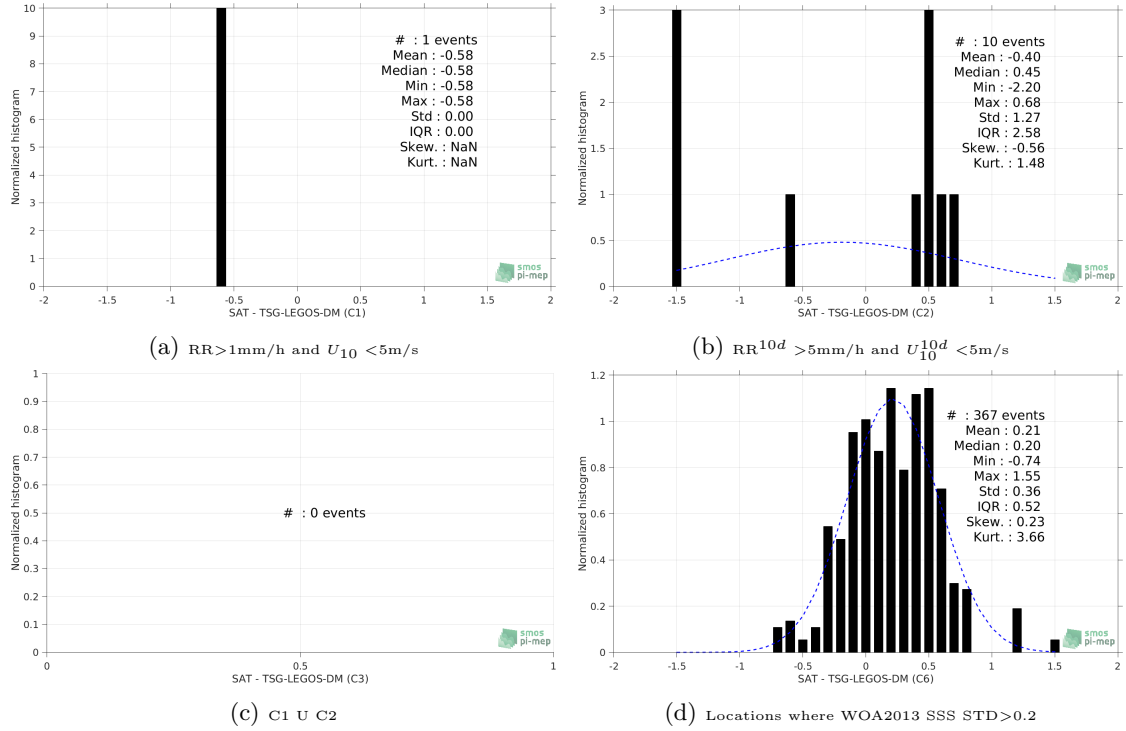 10
9
8
7
6
5
4
3
2
1
0
Normalized histogram
# : 1 events
Mean : -0.58
Median : -0.58
Min : -0.58
Max : -0.58
Std : 0.00
IQR : 0.00
Skew. : NaN
Kurt. : NaN
smos
pi-mep
-2 -1.5 -1 -0.5 0 0.5 1 1.5 2
SAT - TSG-LEGOS-DM (C1)
(a) RR>1mm/h and U10 <5m/s
3
2.5
2
1.5
1
0.5
0
Normalized histogram
# : 10 events
Mean : -0.40
Median : 0.45
Min : -2.20
Max : 0.68
Std : 1.27
IQR : 2.58
Skew. : -0.56
Kurt. : 1.48
smos
pi-mep
-2 -1.5 -1 -0.5 0 0.5 1 1.5 2
SAT - TSG-LEGOS-DM (C2)
(b) RR10d >5mm/h and U10d10 <5m/s
1
0.9
0.8
0.7
0.6
0.5
0.4
0.3
0.2
0.1
0
Normalized histogram
# : 0 events
smos
pi-mep
0 0.5 1
SAT - TSG-LEGOS-DM (C3)
(c) C1 U C2
1.2
1
0.8
0.6
0.4
0.2
0
Normalized histogram
# : 367 events
Mean : 0.21
Median : 0.20
Min : -0.74
Max : 1.55
Std : 0.36
IQR : 0.52
Skew. : 0.23
Kurt. : 3.66
smos
pi-mep
-2 -1.5 -1 -0.5 0 0.5 1 1.5 2
SAT - TSG-LEGOS-DM (C6)
(d) Locations where WOA2013 SSS STD>0.2